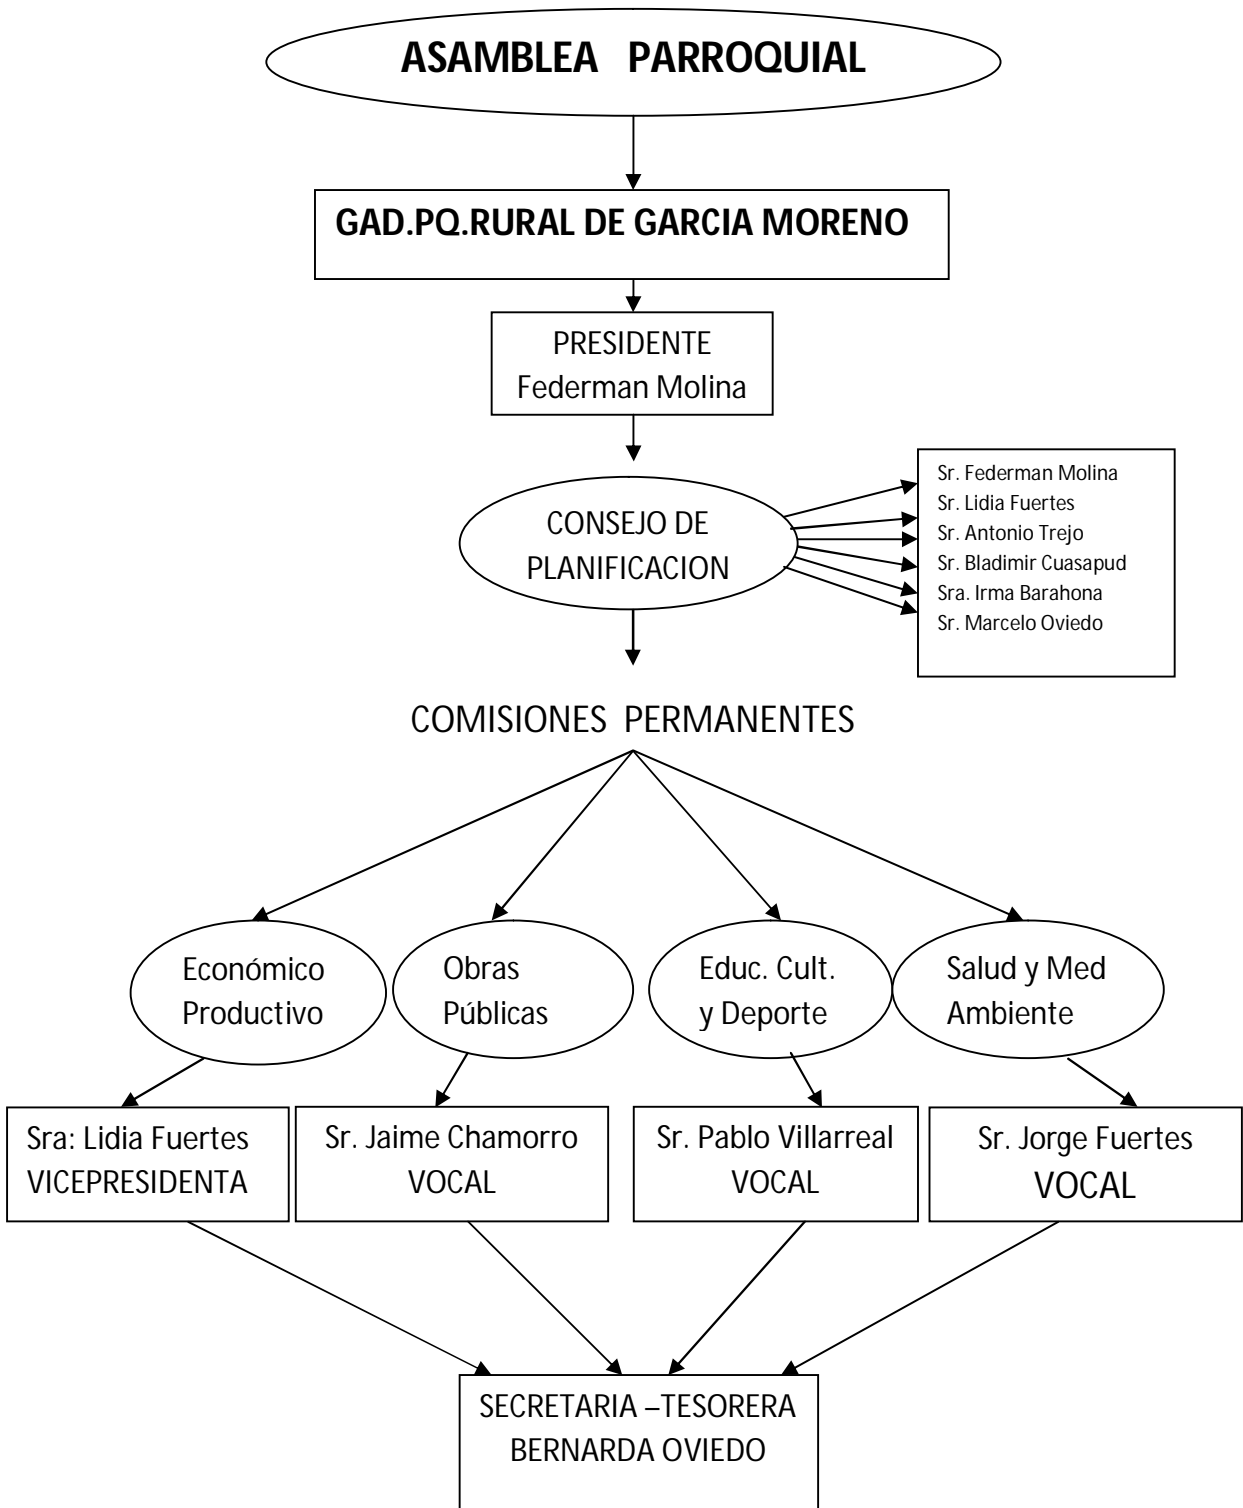 ASAMBLEA PARROQUIAL
GAD.PQ.RURAL DE GARCIA MORENO
PRESIDENTE
Federman Molina
CONSEJO DE
PLANIFICACION
Sr. Federman Molina
Sr. Lidia Fuertes
Sr. Antonio Trejo
Sr. Bladimir Cuasapud
Sra. Irma Barahona
Sr. Marcelo Oviedo
COMISIONES PERMANENTES
Económico
Productivo
Obras
Públicas
Educ. Cult.
y Deporte
Salud y Med
Ambiente
Sra: Lidia Fuertes
VICEPRESIDENTA
Sr. Jaime Chamorro
VOCAL
Sr. Pablo Villarreal
VOCAL
Sr. Jorge Fuertes
VOCAL
SECRETARIA –TESORERA
BERNARDA OVIEDO